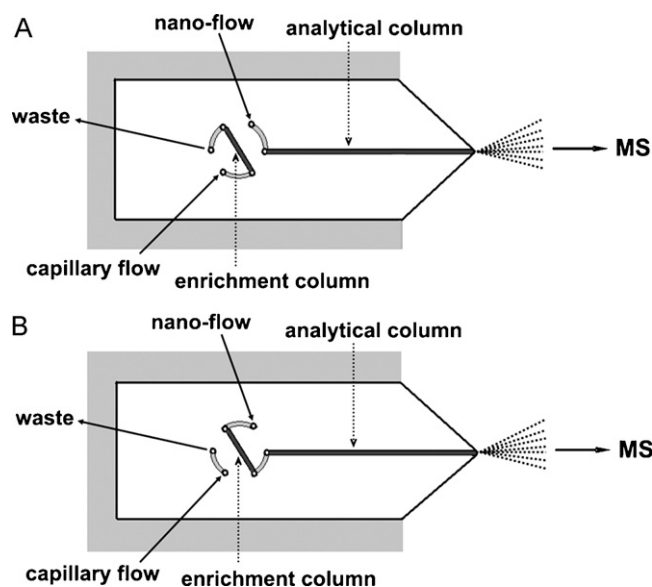 A
nano-flow
analytical column
waste
MS
capillary flow
enrichment column
B
nano-flow
analytical column
waste
MS
capillary flow
enrichment column